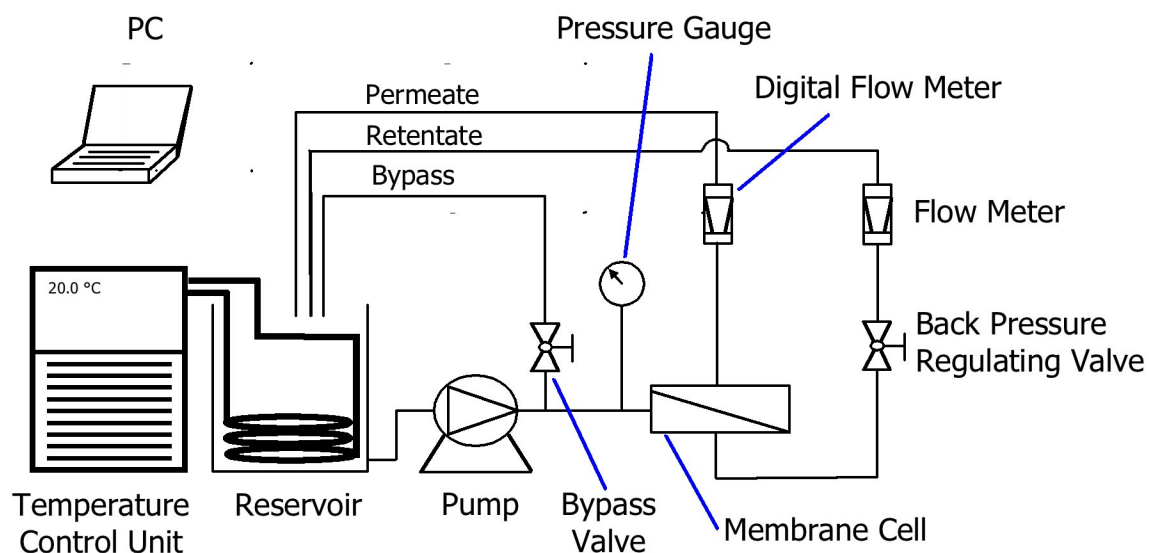 PC
Pressure Gauge
Digital Flow Meter
Permeate
Retentate
Bypass
Flow Meter
20.0 °C
Back Pressure
Regulating Valve
Temperature
Control Unit
Reservoir
Pump
Bypass
Valve
Membrane Cell